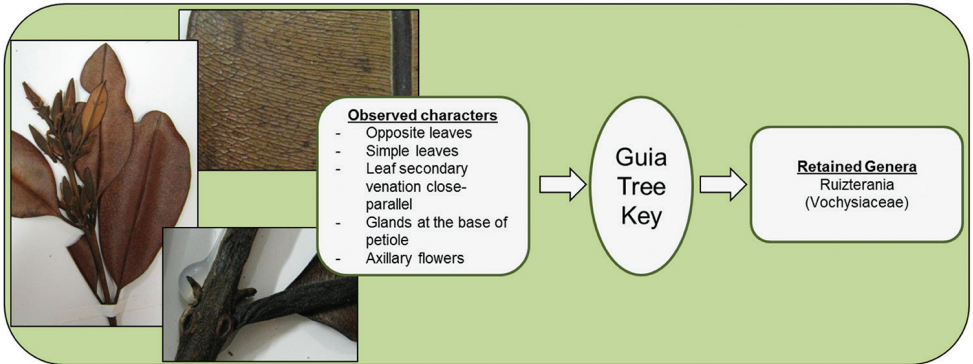 Observed characters
- Opposite leaves
- Simple leaves
- Leaf secondary
venation close-
parallel
- Glands at the base of
petiole
- Axillary flowers
Guia
Tree
Key
Retained Genera
Ruizterania
(Vochysiaceae)